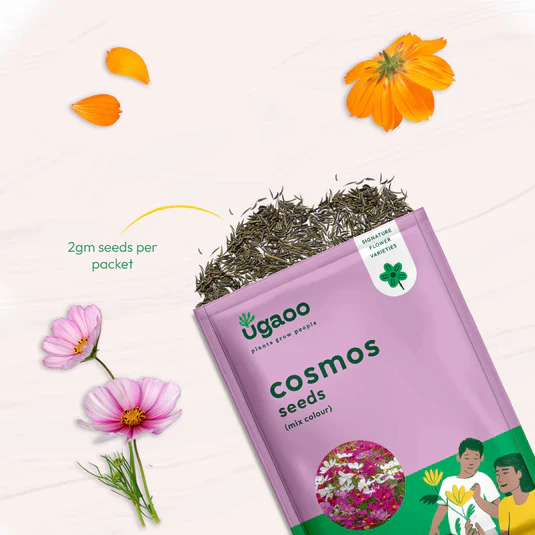 2gm seeds per
packet
SIGNATURE
FLOWER
VARIETIES
ugaoo
plants grow people
cosmos
seeds
(mix colour)